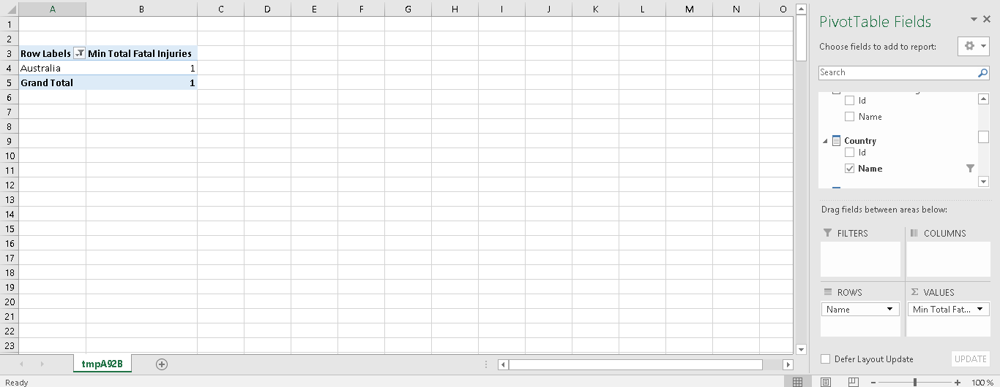 A B C D E F G H I J K L M N O
1
2
3 Row Labels Min Total Fatal Injuries
4 Australia 1
5 Grand Total 1
6
7
8
9
10
11
12
13
14
15
16
17
18
19
20
21
22
23
tmpA92B
Ready
100 %
PivotTable Fields
Choose fields to add to report:
Search
Id
Name
Country
Id
Name
Drag fields between areas below:
FILTERS
COLUMNS
ROWS
Σ VALUES
Name
Min Total Fat...
Defer Layout Update
UPDATE